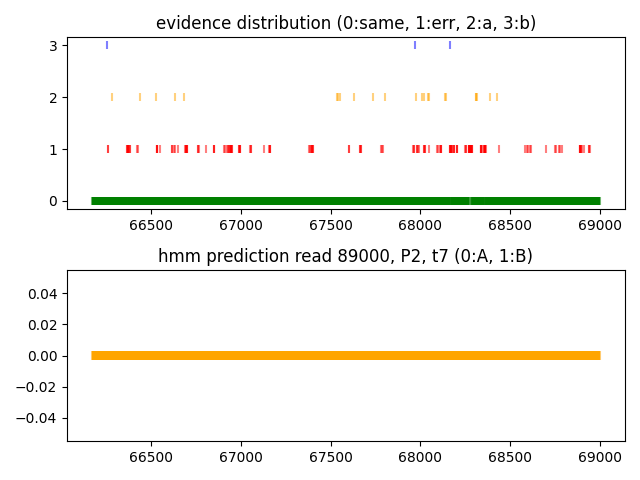 evidence distribution (0:same, 1:err, 2:a, 3:b)
3
2
1
0
66500 67000 67500 68000 68500 69000
hmm prediction read 89000, P2, t7 (0:A, 1:B)
0.04
0.02
0.00
−0.02
−0.04
66500 67000 67500 68000 68500 69000